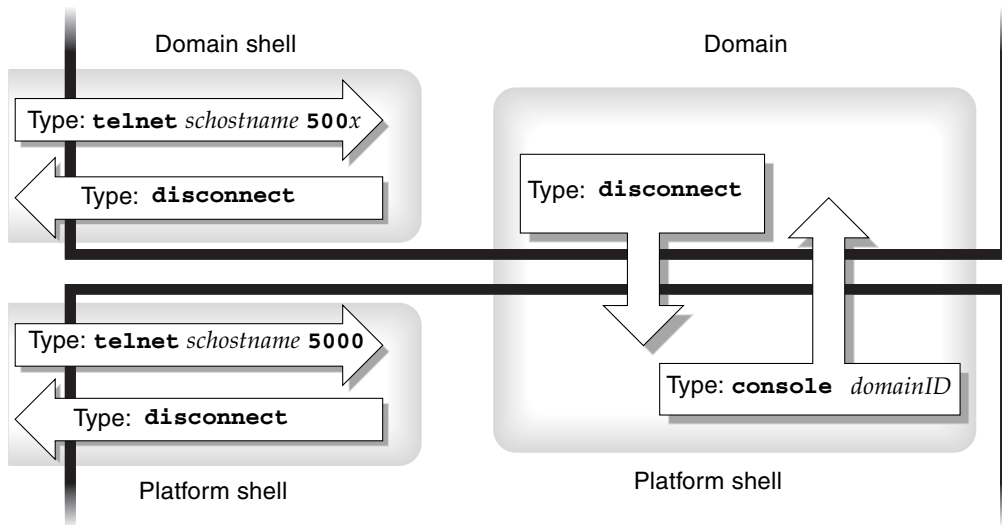 Domain shell
Type: telnet schostname 500x
Type: disconnect
Domain
Type: disconnect
Type: telnet schostname 5000
Type: disconnect
Platform shell
Type: console domainID
Platform shell